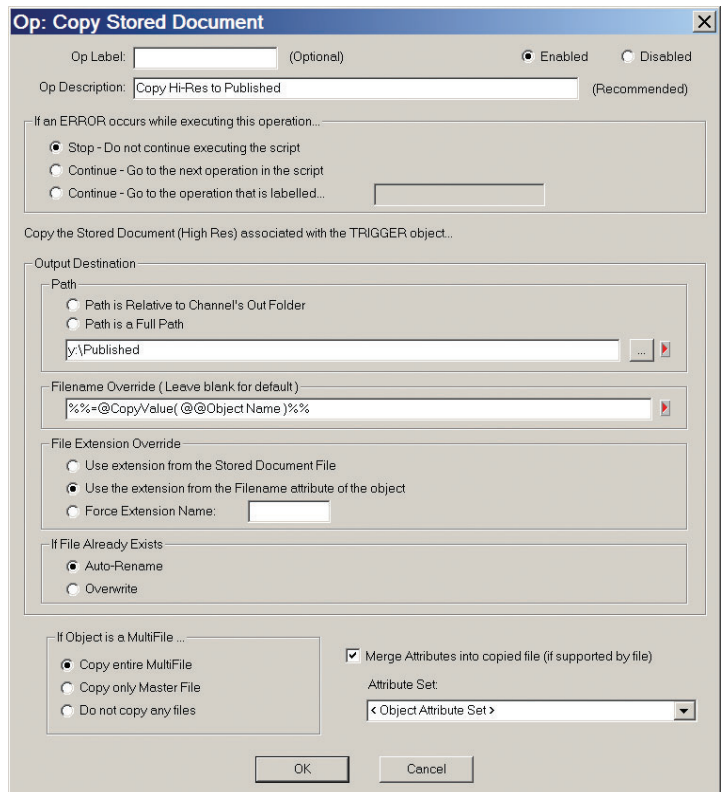 Op: Copy Stored Document
Op Label: (Optional) Enabled Disabled
Op Description: Copy Hi-Res to Published (Recommended)
If an ERROR occurs while executing this operation...
Stop - Do not continue executing the script
Continue - Go to the next operation in the script
Continue - Go to the operation that is labelled...
Copy the Stored Document (High Res) associated with the TRIGGER object...
Output Destination
Path
Path is Relative to Channel's Out Folder
Path is a Full Path
y:\Published ...
Filename Override ( Leave blank for default )
%%=@CopyValue( @@Object Name )%%
File Extension Override
Use extension from the Stored Document File
Use the extension from the Filename attribute of the object
Force Extension Name:
If File Already Exists
Auto-Rename
Overwrite
If Object is a MultiFile ...
Copy entire MultiFile
Copy only Master File
Do not copy any files
Merge Attributes into copied file (if supported by file)
Attribute Set:
< Object Attribute Set >
OK Cancel